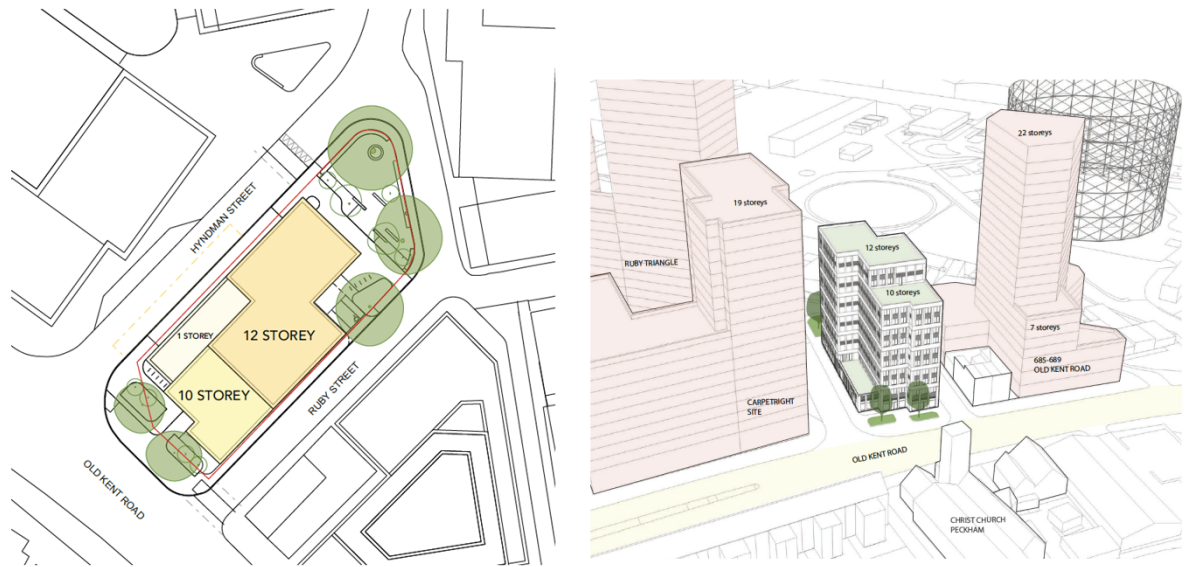 HYNDMAN STREET
1 STOREY
12 STOREY
10 STOREY
RUBY STREET
OLD KENT ROAD
22 storeys
19 storeys
RUBY TRIANGLE
12 storeys
10 storeys
7 storeys
685-689
OLD KENT ROAD
CARPETRIGHT
SITE
OLD KENT ROAD
CHRIST CHURCH
PECKHAM